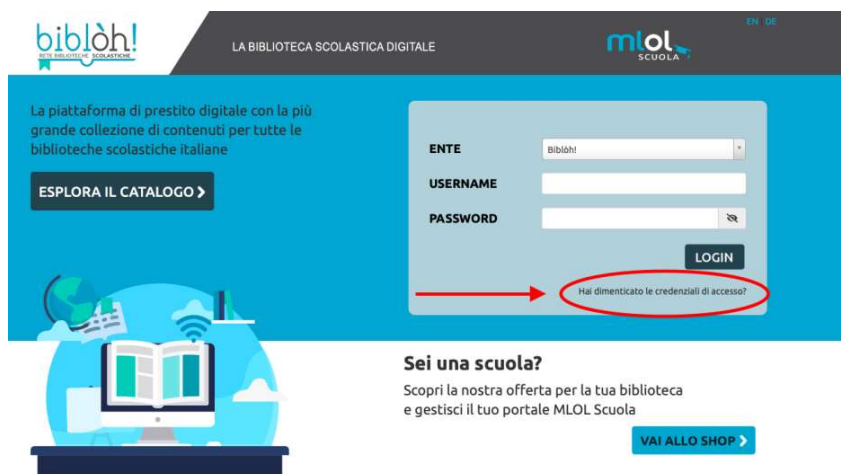 biblòh!
RETE BIBLIOTECHE SCOLASTICHE
LA BIBLIOTECA SCOLASTICA DIGITALE
mlol
SCUOLA
EN DE
La piattaforma di prestito digitale con la più
grande collezione di contenuti per tutte le
biblioteche scolastiche italiane
ESPLORA IL CATALOGO
ENTE
Biblòh!
USERNAME
PASSWORD
LOGIN
Hai dimenticato le credenziali di accesso?
Sei una scuola?
Scopri la nostra offerta per la tua biblioteca
e gestisci il tuo portale MLOL Scuola
VAI ALLO SHOP